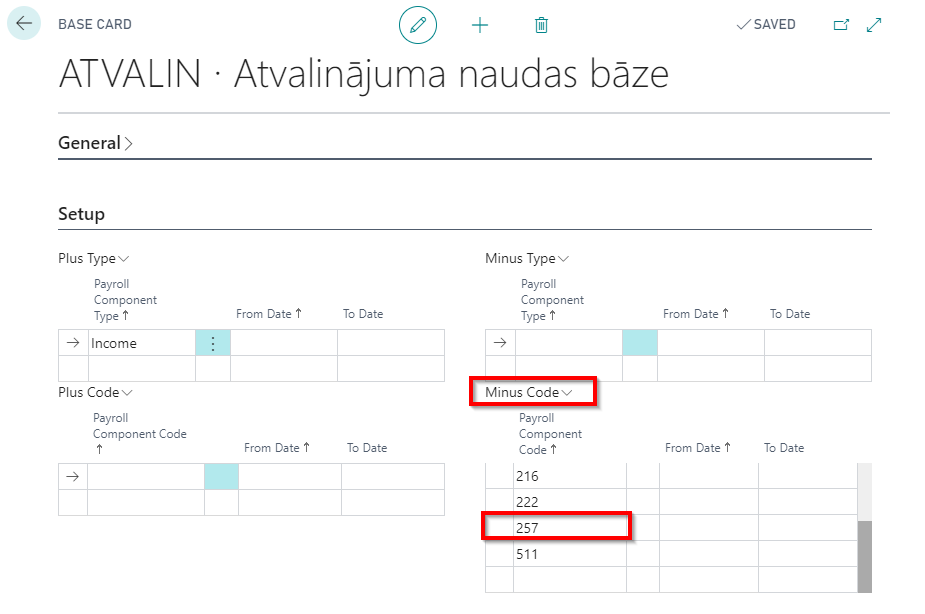 BASE CARD
SAVED
ATVALIN · Atvalinājuma naudas bāze
General
Setup
Plus Type
Payroll
Component
Type ↑
From Date ↑
To Date
Income
Minus Type
Payroll
Component
Type ↑
From Date ↑
To Date
Plus Code
Payroll
Component Code
↑
From Date ↑
To Date
Minus Code
Payroll
Component
Code ↑
From Date ↑
To Date
216
222
257
511